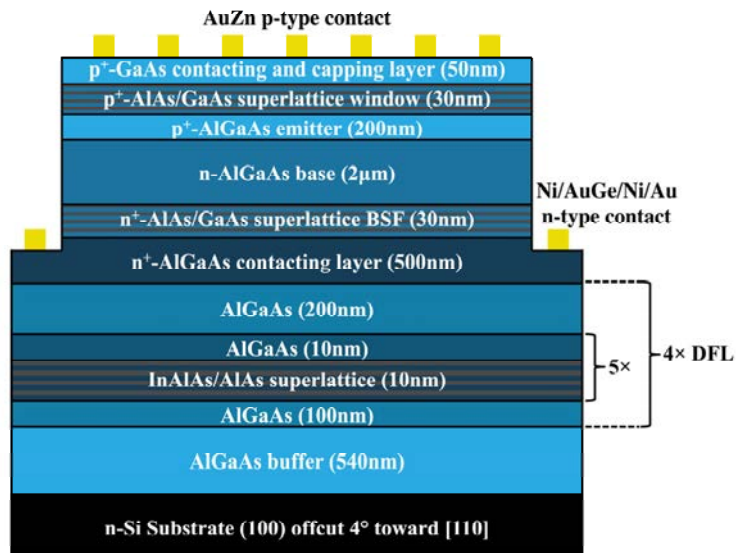 AuZn p-type contact
p⁺-GaAs contacting and capping layer (50nm)
p⁺-AlAs/GaAs superlattice window (30nm)
p⁺-AlGaAs emitter (200nm)
n-AlGaAs base (2μm)
Ni/AuGe/Ni/Au
n-type contact
n⁺-AlAs/GaAs superlattice BSF (30nm)
n⁺-AlGaAs contacting layer (500nm)
AlGaAs (200nm)
AlGaAs (10nm)
InAlAs/AlAs superlattice (10nm)
5×
4× DFL
AlGaAs (100nm)
AlGaAs buffer (540nm)
n-Si Substrate (100) offcut 4° toward [110]